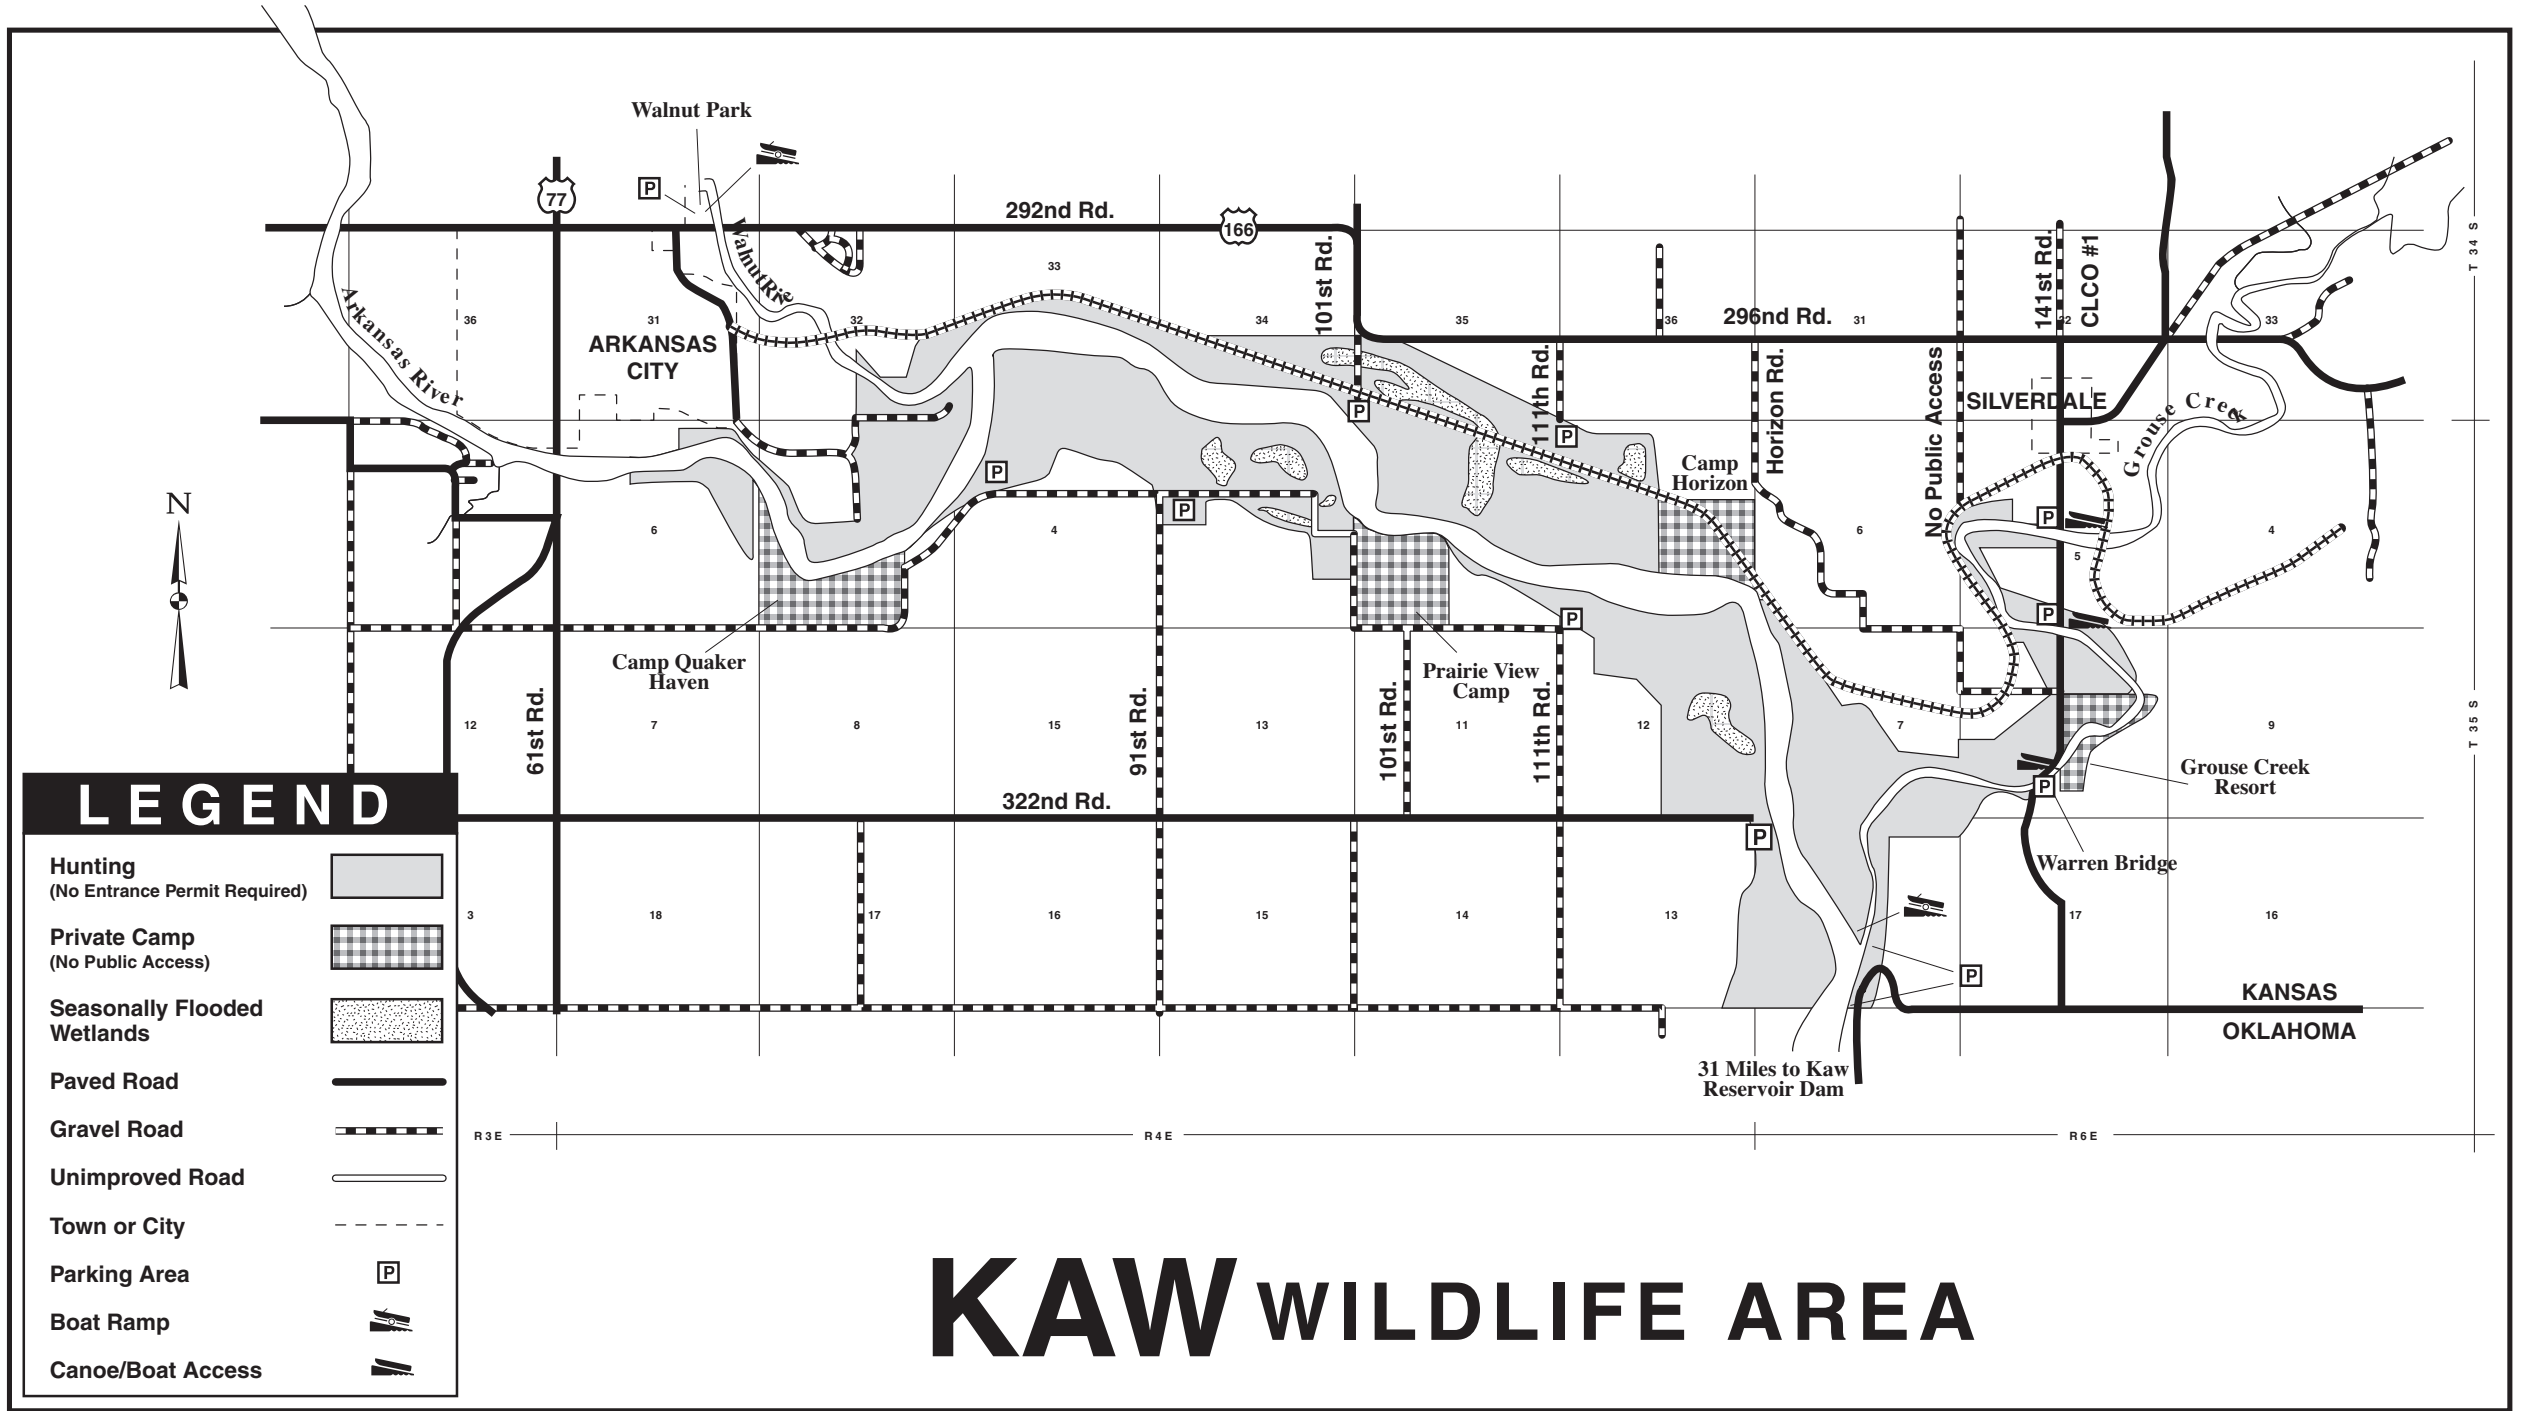 Walnut Park
P
77
292nd Rd.
166
Walnut River
33
101st Rd.
141st Rd.
CLCO #1
T 34 S
Arkansas River
36
31
32
34
35
36
296nd Rd.
31
32
33
ARKANSAS
CITY
111th Rd.
Horizon Rd.
No Public Access
SILVERDALE
Grouse Creek
P
P
P
Camp
Horizon
P
P
N
6
4
6
5
4
P
P
Camp Quaker
Haven
Prairie View
Camp
61st Rd.
91st Rd.
101st Rd.
111th Rd.
12
7
8
15
13
11
12
7
9
T 35 S
Grouse Creek
Resort
P
322nd Rd.
P
Warren Bridge
3
18
17
16
15
14
13
17
16
P
KANSAS
OKLAHOMA
31 Miles to Kaw
Reservoir Dam
R 3 E
R 4 E
R 6 E
LEGEND
Hunting
(No Entrance Permit Required)
Private Camp
(No Public Access)
Seasonally Flooded
Wetlands
Paved Road
Gravel Road
Unimproved Road
Town or City
Parking Area
P
Boat Ramp
Canoe/Boat Access
KAW WILDLIFE AREA